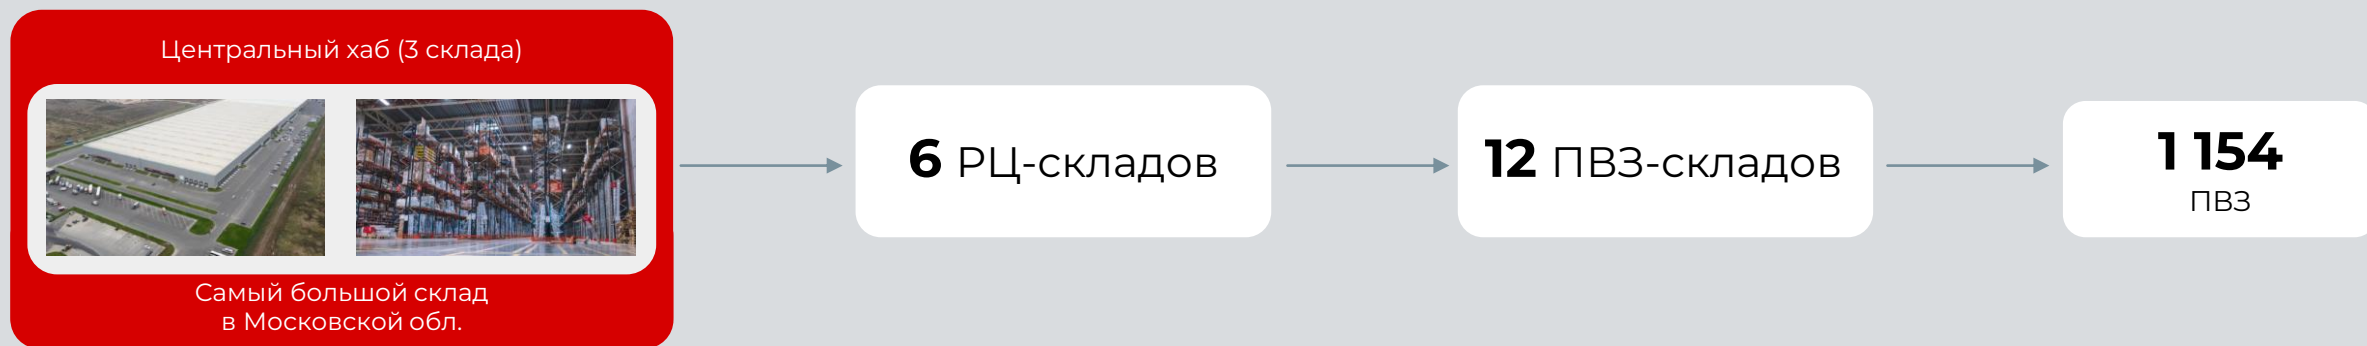 Центральный хаб (3 склада)
Самый большой склад
в Московской обл.
6 РЦ-складов
12 ПВЗ-складов
1 154
ПВЗ